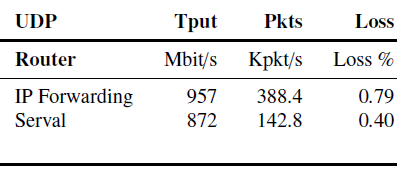 UDP Tput Pkts Loss
Router Mbit/s Kpkt/s Loss %
IP Forwarding 957 388.4 0.79
Serval 872 142.8 0.40